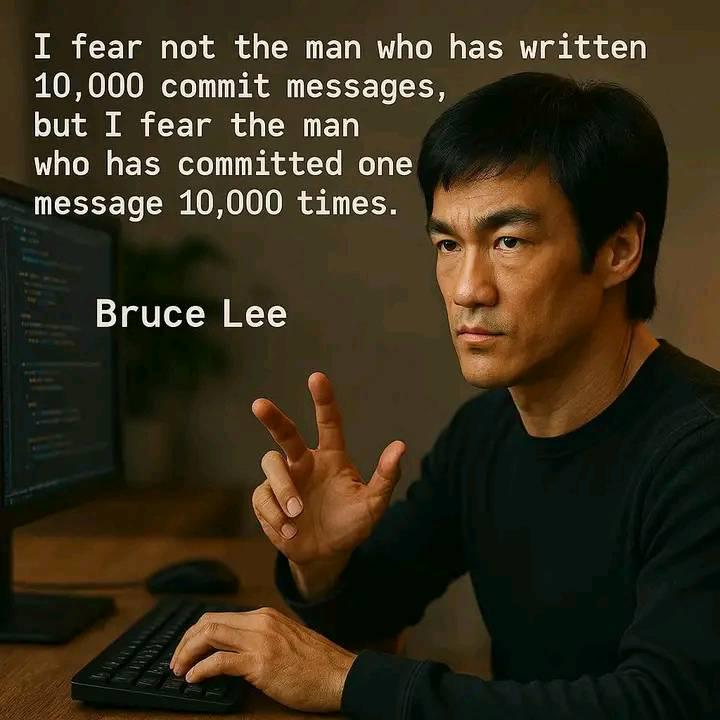 I fear not the man who has written
10,000 commit messages,
but I fear the man
who has committed one
message 10,000 times.
Bruce Lee